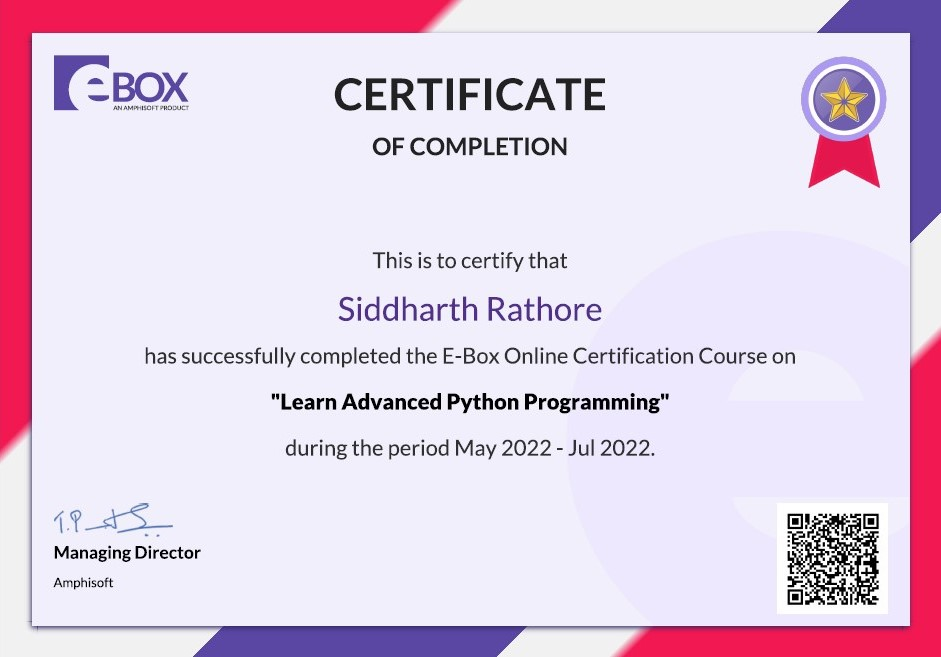 eBOX
AN AMPHISOFT PRODUCT
CERTIFICATE
OF COMPLETION
This is to certify that
Siddharth Rathore
has successfully completed the E-Box Online Certification Course on
"Learn Advanced Python Programming"
during the period May 2022 - Jul 2022.
T.P
Managing Director
Amphisoft